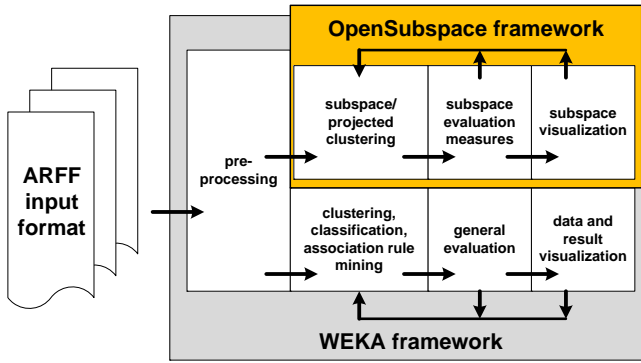 OpenSubspace framework
ARFF
input
format
pre-
processing
subspace/
projected
clustering
subspace
evaluation
measures
subspace
visualization
clustering,
classification,
association rule
mining
general
evaluation
data and
result
visualization
WEKA framework